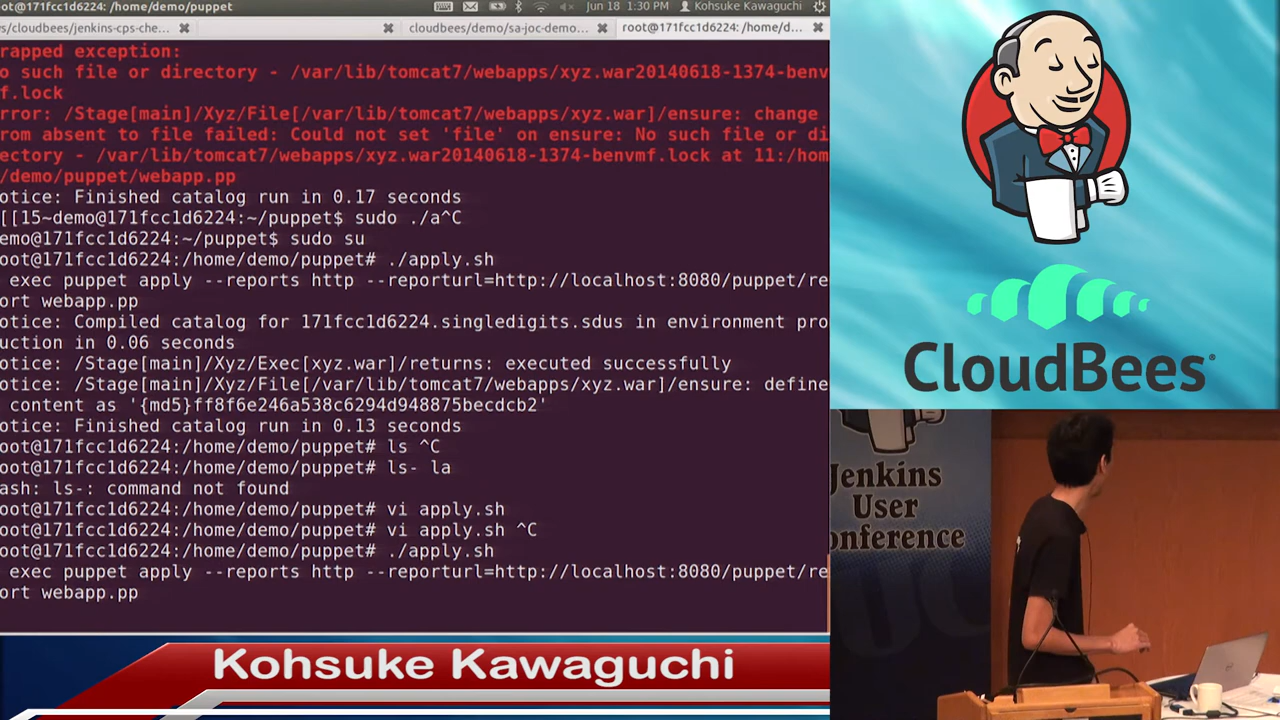 root@171fcc1d6224: /home/demo/puppet
Jun 18 1:30 PM
Kohsuke Kawaguchi
s/cloudbees/jenkins-cps-che...
cloudbees/demo/sa-joc-demo...
root@171fcc1d6224: /home/d...
rapped exception:
o such file or directory - /var/lib/tomcat7/webapps/xyz.war20140618-1374-benv
mf.lock
rror: /Stage[main]/Xyz/File[/var/lib/tomcat7/webapps/xyz.war]/ensure: change
rom absent to file failed: Could not set 'file' on ensure: No such file or di
ectory - /var/lib/tomcat7/webapps/xyz.war20140618-1374-benvmf.lock at 11:/hom
/demo/puppet/webapp.pp
otice: Finished catalog run in 0.17 seconds
[[15~demo@171fcc1d6224:~/puppet$ sudo ./a^C
emo@171fcc1d6224:~/puppet$ sudo su
oot@171fcc1d6224:/home/demo/puppet# ./apply.sh
exec puppet apply --reports http --reporturl=http://localhost:8080/puppet/re
ort webapp.pp
otice: Compiled catalog for 171fcc1d6224.singledigits.sdus in environment pro
uction in 0.06 seconds
otice: /Stage[main]/Xyz/Exec[xyz.war]/returns: executed successfully
otice: /Stage[main]/Xyz/File[/var/lib/tomcat7/webapps/xyz.war]/ensure: define
content as '{md5}ff8f6e246a538c6294d948875becdcb2'
otice: Finished catalog run in 0.13 seconds
oot@171fcc1d6224:/home/demo/puppet# ls ^C
oot@171fcc1d6224:/home/demo/puppet# ls- la
ash: ls-: command not found
oot@171fcc1d6224:/home/demo/puppet# vi apply.sh
oot@171fcc1d6224:/home/demo/puppet# vi apply.sh ^C
oot@171fcc1d6224:/home/demo/puppet# ./apply.sh
exec puppet apply --reports http --reporturl=http://localhost:8080/puppet/re
ort webapp.pp
Kohsuke Kawaguchi
CloudBees
Jenkins
User
onference